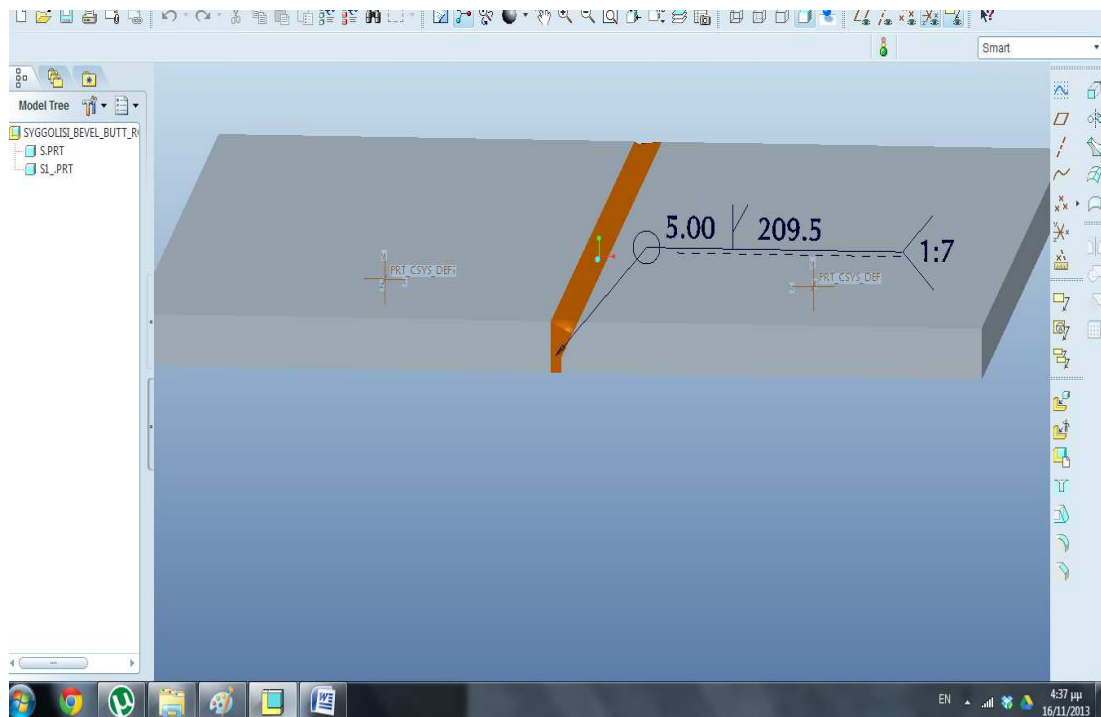 Smart
Model Tree
SYGGOLISI_BEVEL_BUTT_R
S.PRT
S1_.PRT
5.00 209.5
1:7
PRT_CSYS_DEF
PRT_CSYS_DEF
EN
4:37 μμ
16/11/2013